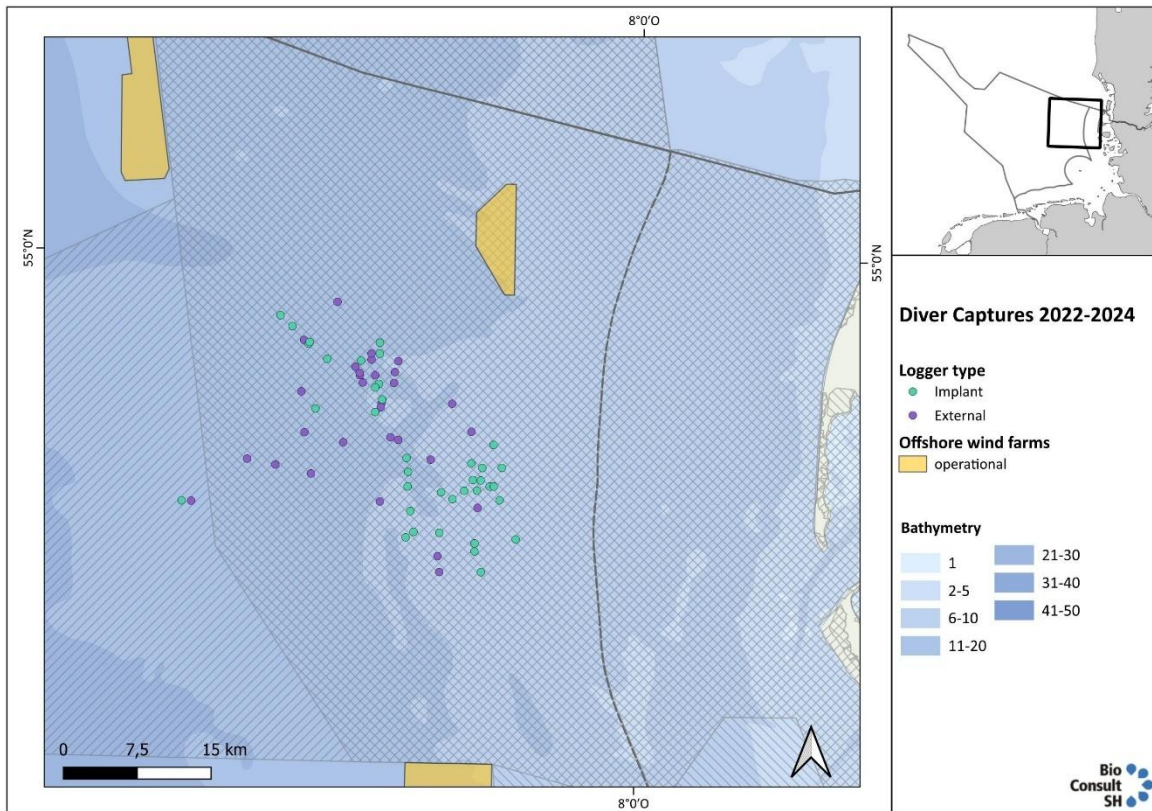 8°0'O
55°0'N
55°0'N
0 7,5 15 km
8°0'O
Diver Captures 2022-2024
Logger type
Implant
External
Offshore wind farms
operational
Bathymetry
1
2-5
6-10
11-20
21-30
31-40
41-50
Bio
Consult
SH